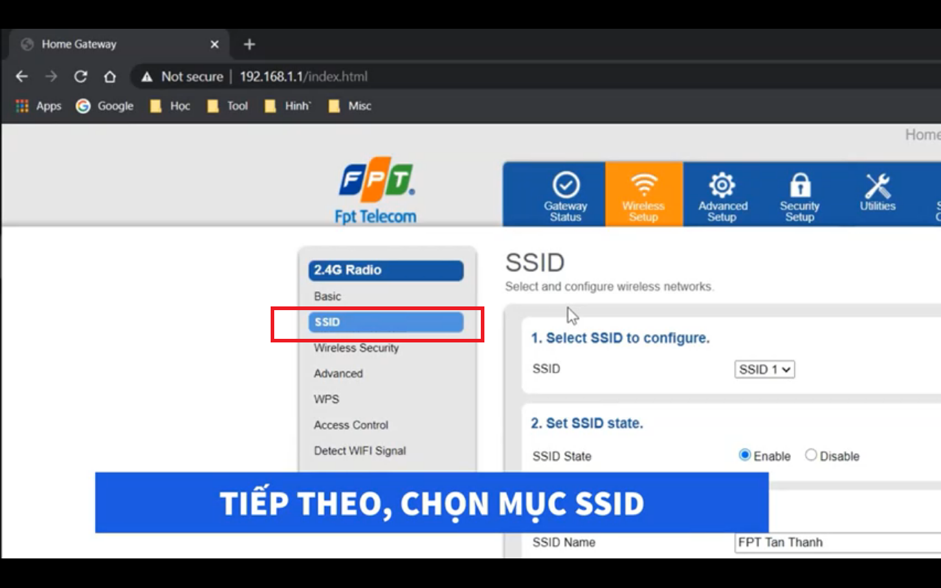 Home Gateway
Not secure | 192.168.1.1/index.html
Apps Google Học Tool Hình` Misc
Home
FPT
Fpt Telecom
Gateway Status
Wireless Setup
Advanced Setup
Security Setup
Utilities
2.4G Radio
Basic
SSID
Wireless Security
Advanced
WPS
Access Control
Detect WIFI Signal
SSID
Select and configure wireless networks.
1. Select SSID to configure.
SSID SSID 1
2. Set SSID state.
SSID State Enable Disable
SSID Name FPT Tan Thanh
TIẾP THEO, CHỌN MỤC SSID